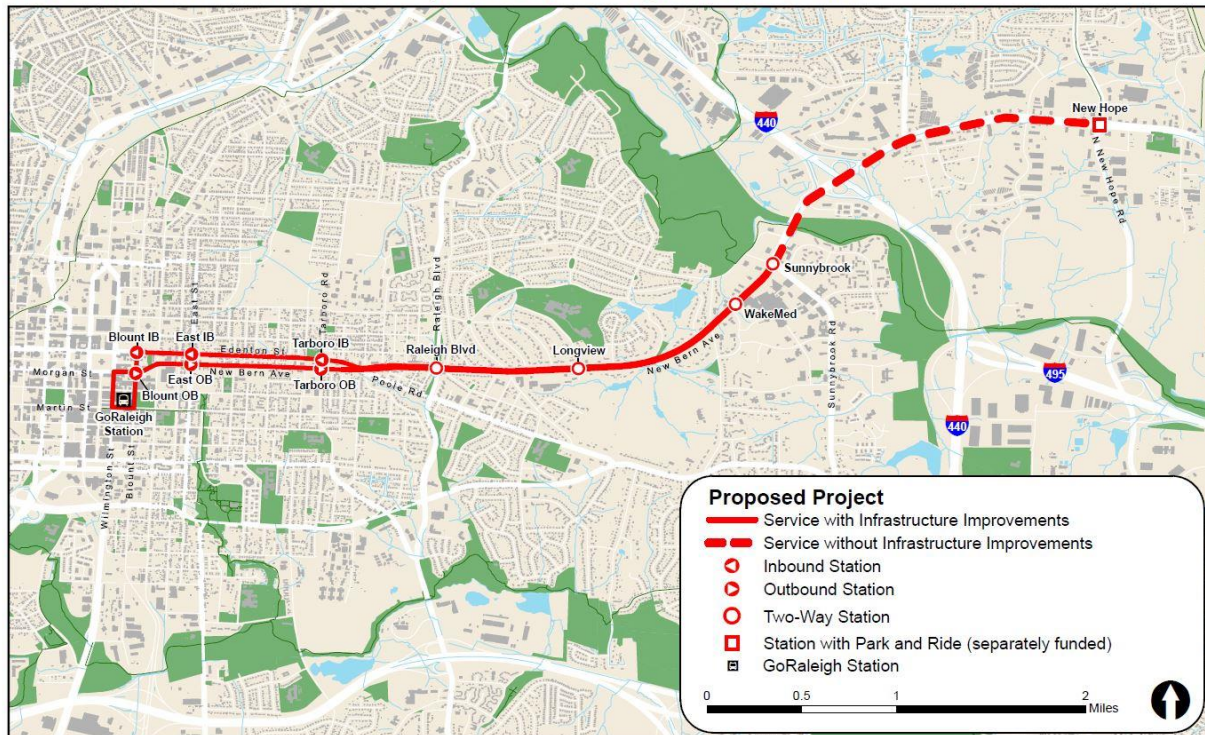 440
New Hope
N New Hope Rd
Sunnybrook
WakeMed
Sunnybrook Rd
New Bern Ave
Raleigh Blvd
Tarboro Rd
East St
Blount IB
East IB
Edenton St
Tarboro IB
Raleigh Blvd
Longview
Morgan St
East OB
New Bern Ave
Tarboro OB
Poole Rd
Blount OB
Martin St
GoRaleigh
Station
Wilmington St
Blount St
495
440
Proposed Project
Service with Infrastructure Improvements
Service without Infrastructure Improvements
Inbound Station
Outbound Station
Two-Way Station
Station with Park and Ride (separately funded)
GoRaleigh Station
0 0.5 1 2
Miles